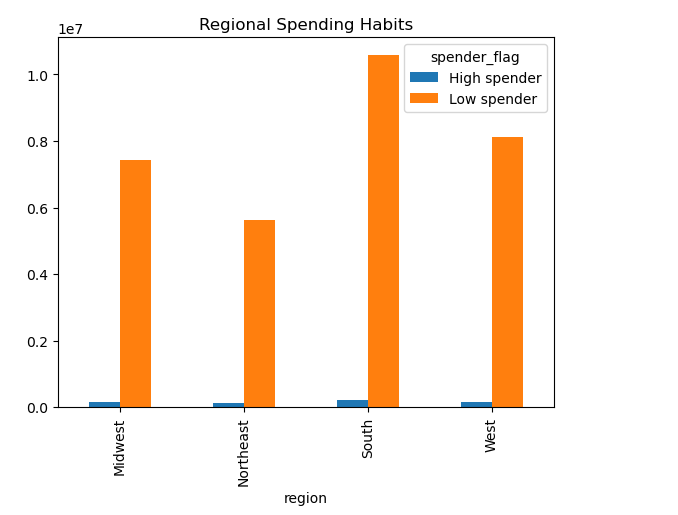 Regional Spending Habits
1e7
spender_flag
High spender
Low spender
1.0
0.8
0.6
0.4
0.2
0.0
Midwest
Northeast
South
West
region